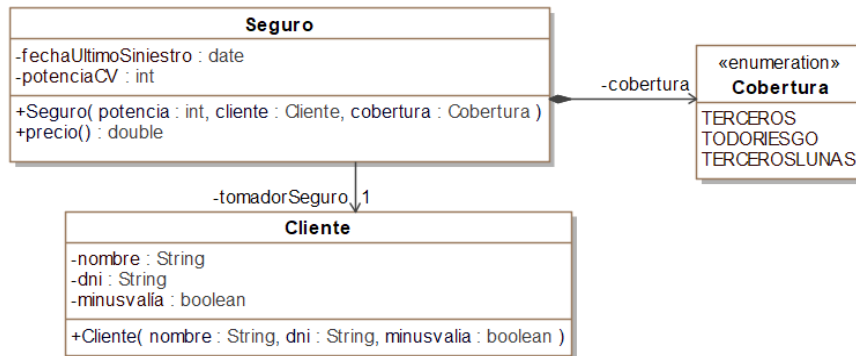 Seguro
-fechaUltimoSiniestro : date
-potenciaCV : int
+Seguro( potencia : int, cliente : Cliente, cobertura : Cobertura )
+precio() : double
-cobertura
«enumeration»
Cobertura
TERCEROS
TODORIESGO
TERCEROSLUNAS
-tomadorSeguro 1
Cliente
-nombre : String
-dni : String
-minusvalía : boolean
+Cliente( nombre : String, dni : String, minusvalia : boolean )